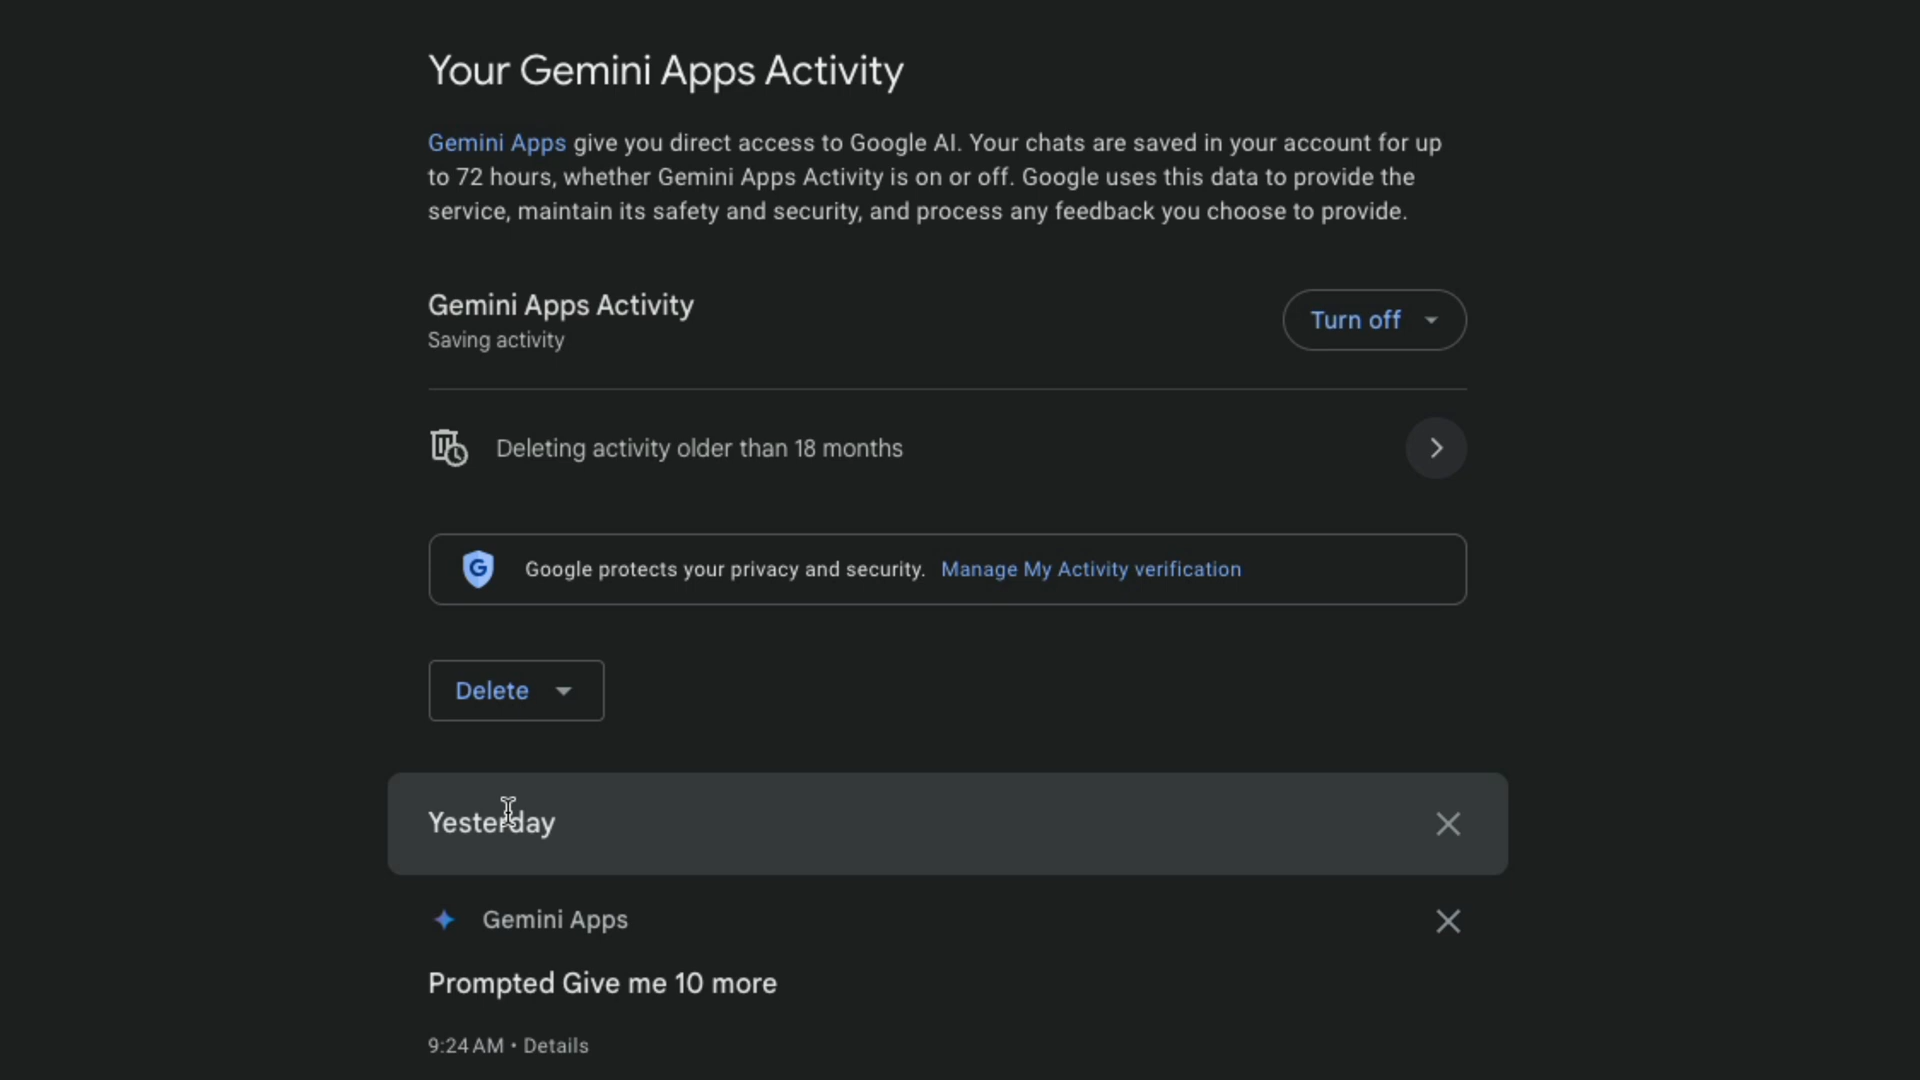 Your Gemini Apps Activity
Gemini Apps give you direct access to Google AI. Your chats are saved in your account for up
to 72 hours, whether Gemini Apps Activity is on or off. Google uses this data to provide the
service, maintain its safety and security, and process any feedback you choose to provide.
Gemini Apps Activity
Saving activity
Turn off
Deleting activity older than 18 months
G
Google protects your privacy and security. Manage My Activity verification
Delete
Yesterday
Gemini Apps
Prompted Give me 10 more
9:24 AM • Details